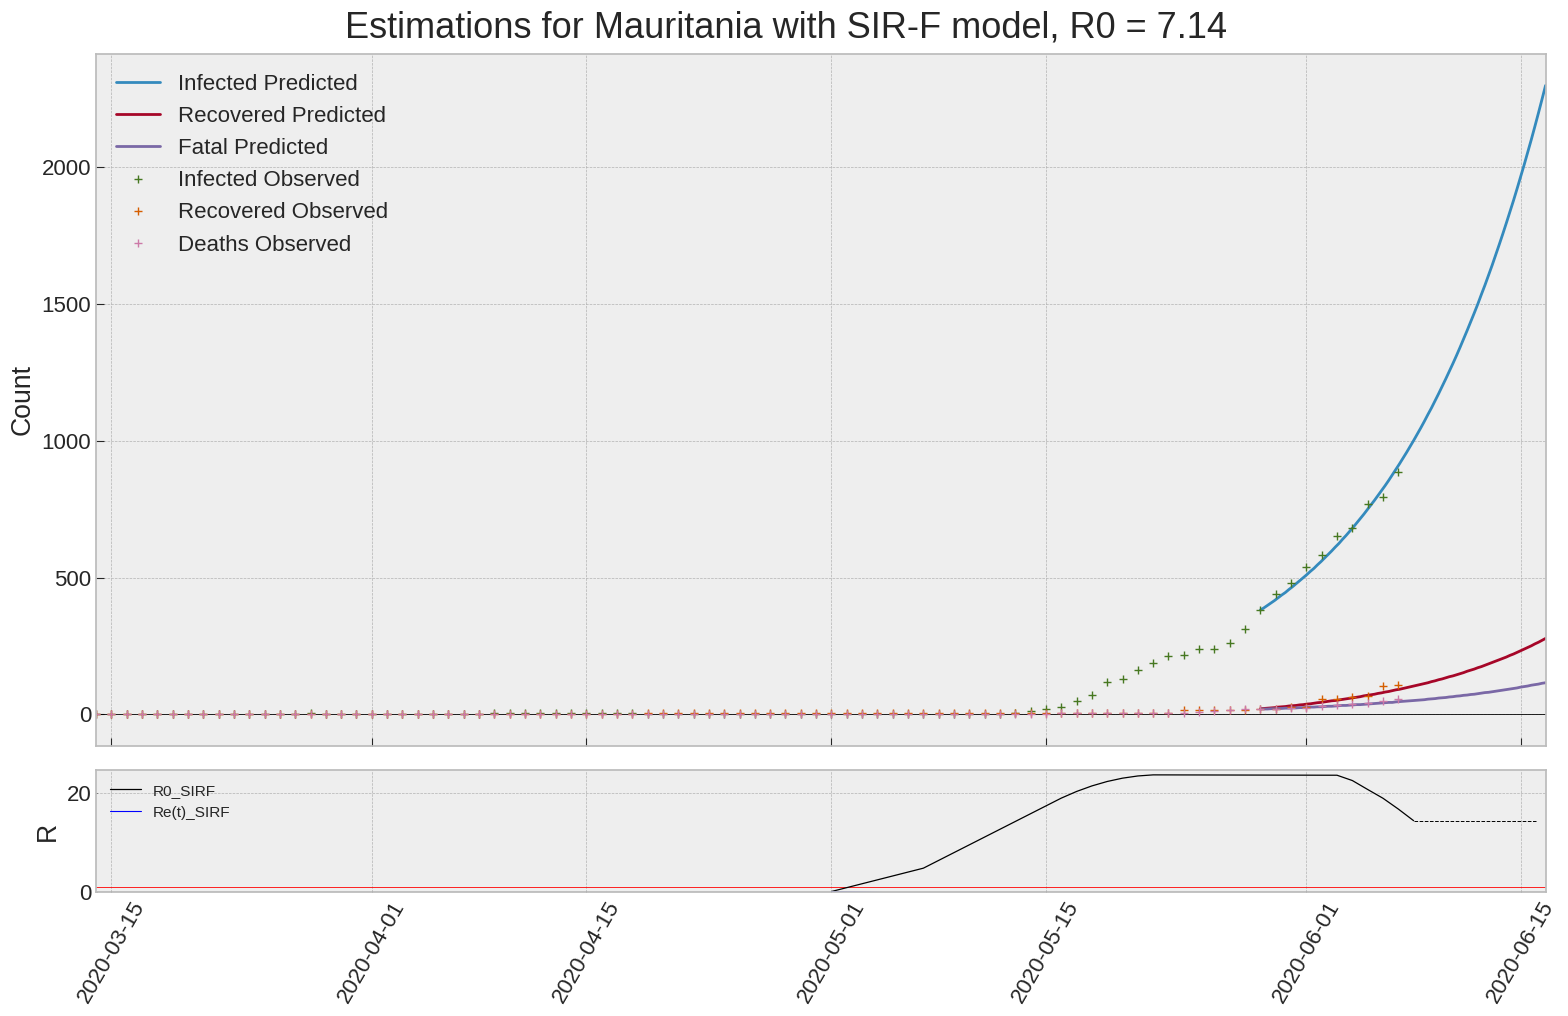 Estimations for Mauritania with SIR-F model, R0 = 7.14
Infected Predicted
Recovered Predicted
Fatal Predicted
Infected Observed
Recovered Observed
Deaths Observed
2000
1500
1000
500
0
Count
R0_SIRF
Re(t)_SIRF
20
0
R
2020-03-15
2020-04-01
2020-04-15
2020-05-01
2020-05-15
2020-06-01
2020-06-15